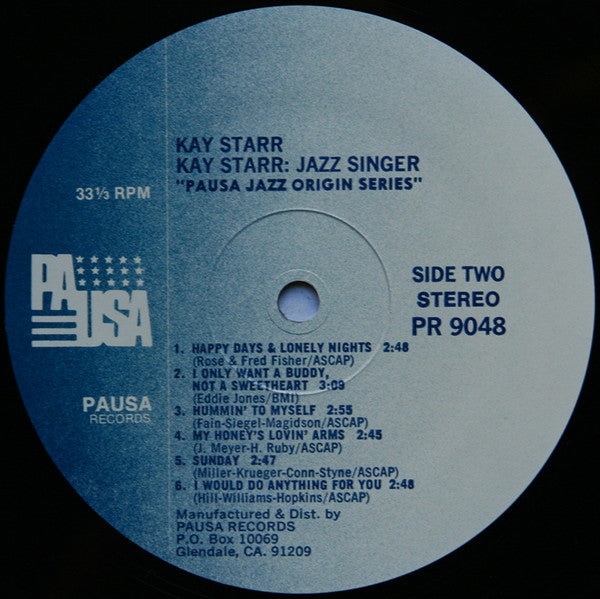 KAY STARR
KAY STARR: JAZZ SINGER
"PAUSA JAZZ ORIGIN SERIES"
33⅓ RPM
PAUSA
SIDE TWO
STEREO
PR 9048
PAUSA
RECORDS
1. HAPPY DAYS & LONELY NIGHTS 2:48
(Rose & Fred Fisher/ASCAP)
2. I ONLY WANT A BUDDY,
NOT A SWEETHEART 3:09
(Eddie Jones/BMI)
3. HUMMIN' TO MYSELF 2:55
(Fain-Siegel-Magidson/ASCAP)
4. MY HONEY'S LOVIN' ARMS 2:45
(J. Meyer-H. Ruby/ASCAP)
5. SUNDAY 2:47
(Miller-Krueger-Conn-Styne/ASCAP)
6. I WOULD DO ANYTHING FOR YOU 2:48
(Hill-Williams-Hopkins/ASCAP)
Manufactured & Dist. by
PAUSA RECORDS
P.O. Box 10069
Glendale, CA. 91209